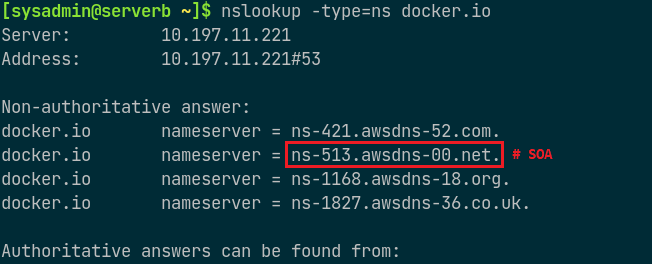 [sysadmin@serverb ~]$ nslookup -type=ns docker.io
Server:         10.197.11.221
Address:        10.197.11.221#53
Non-authoritative answer:
docker.io       nameserver = ns-421.awsdns-52.com.
docker.io       nameserver = ns-513.awsdns-00.net. # SOA
docker.io       nameserver = ns-1168.awsdns-18.org.
docker.io       nameserver = ns-1827.awsdns-36.co.uk.
Authoritative answers can be found from: